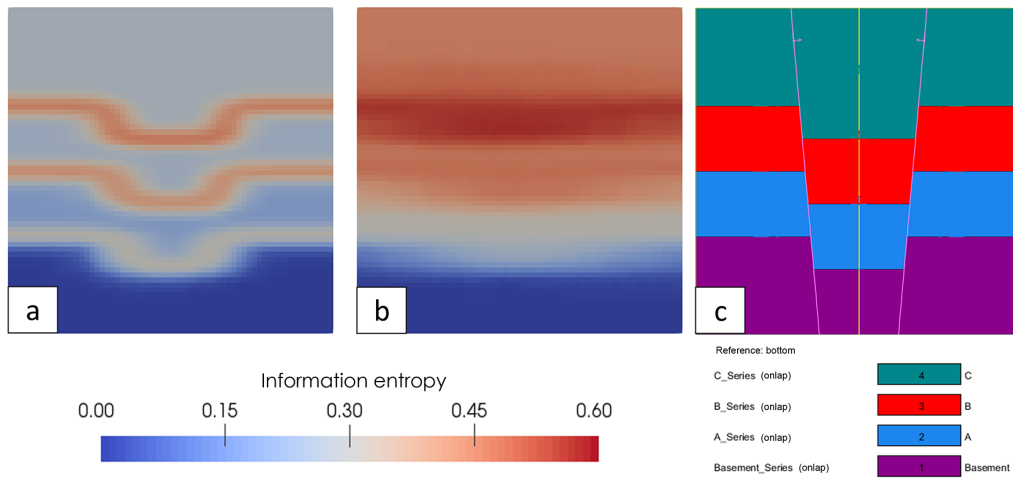 a
b
c
Information entropy
0.00 0.15 0.30 0.45 0.60
Reference: bottom
C_Series (onlap) 4 C
B_Series (onlap) 3 B
A_Series (onlap) 2 A
Basement_Series (onlap) 1 Basement